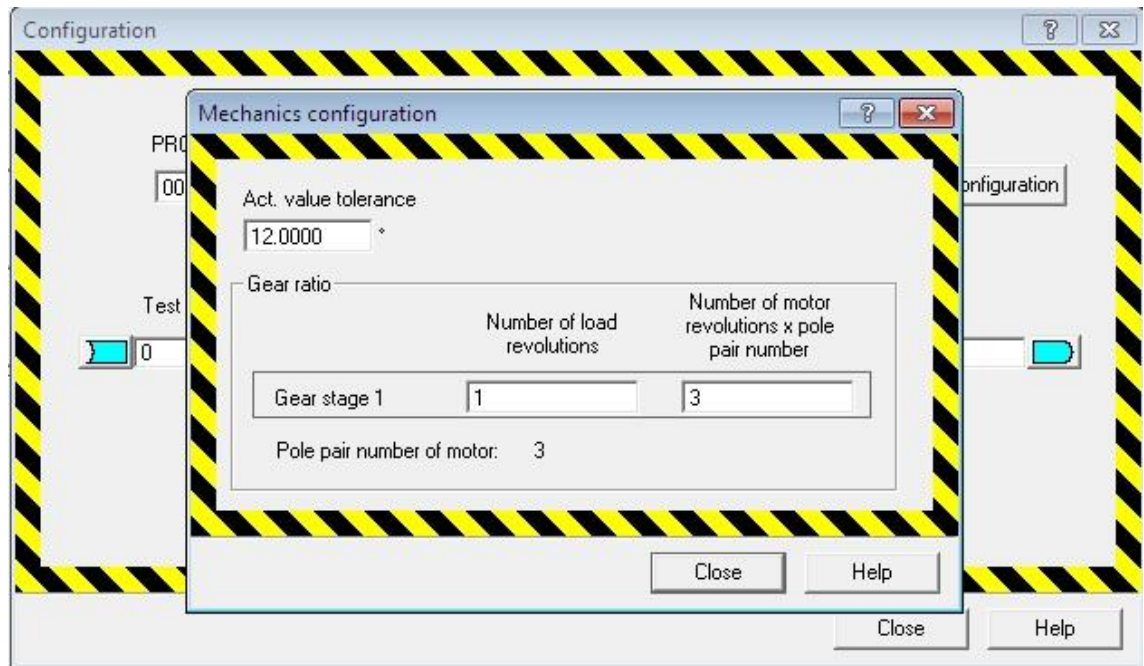 Configuration
Mechanics configuration
PRO
00
onfiguration
Act. value tolerance
12.0000 °
Gear ratio
Number of load
revolutions
Number of motor
revolutions x pole
pair number
Test
0
Gear stage 1
1
3
Pole pair number of motor: 3
Close
Help
Close
Help